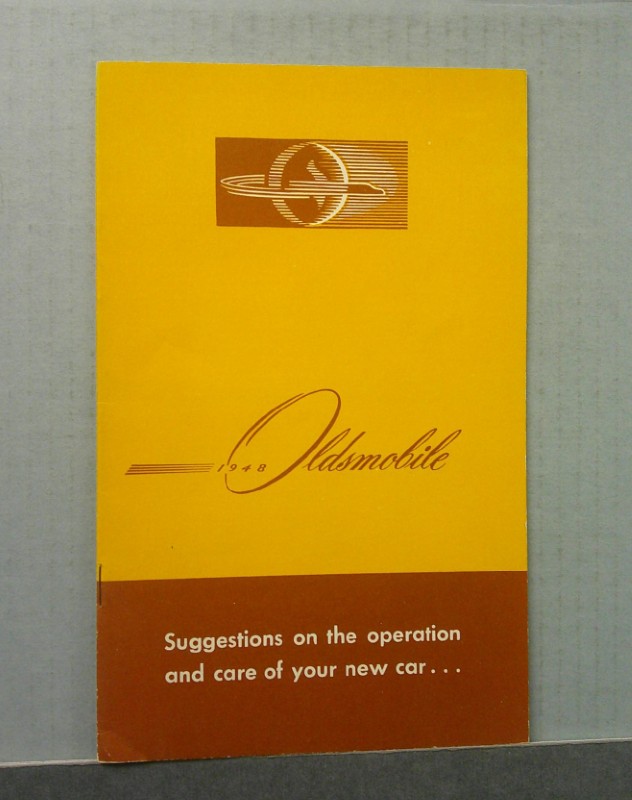 1948 Oldsmobile
Suggestions on the operation
and care of your new car...